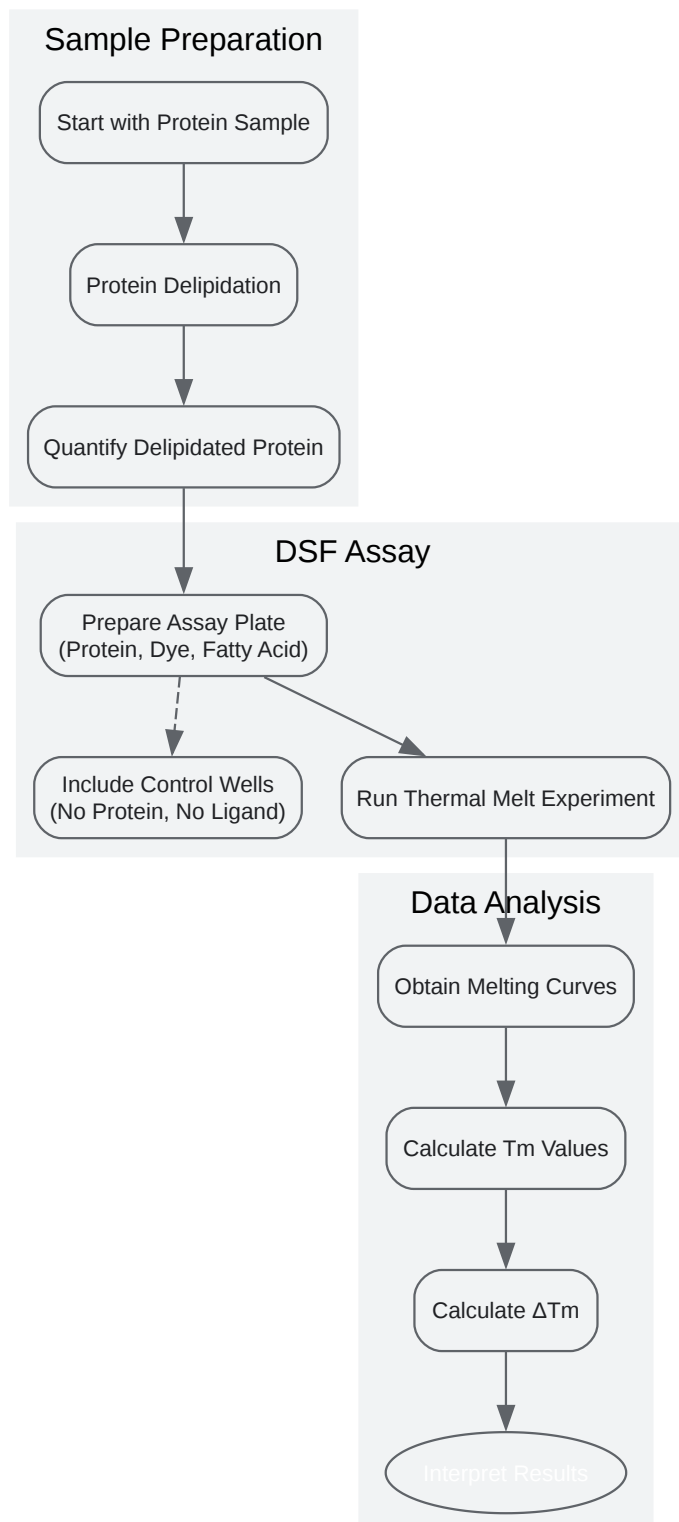 Sample Preparation
Start with Protein Sample
Protein Delipidation
Quantify Delipidated Protein
DSF Assay
Prepare Assay Plate
(Protein, Dye, Fatty Acid)
Include Control Wells
(No Protein, No Ligand)
Run Thermal Melt Experiment
Data Analysis
Obtain Melting Curves
Calculate Tm Values
Calculate ΔTm
Interpret Results